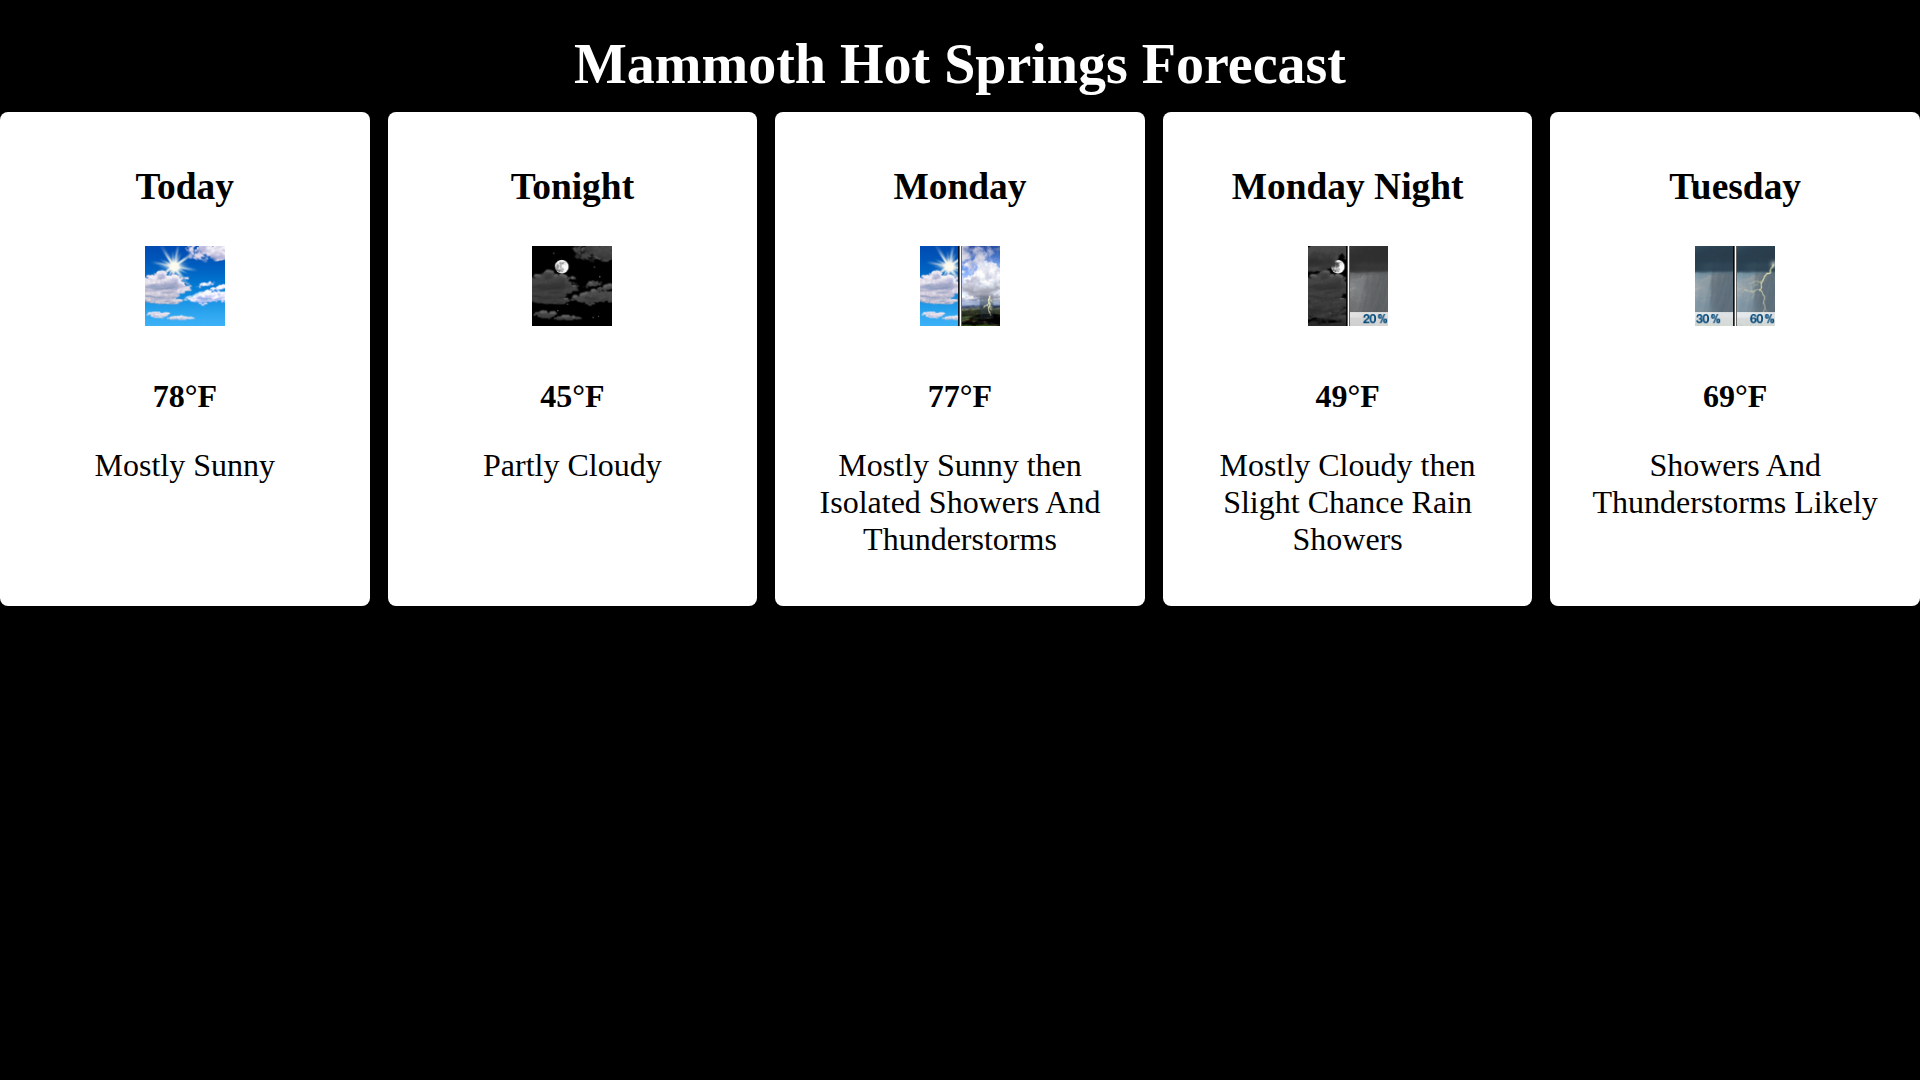 Mammoth Hot Springs Forecast
Today
78°F
Mostly Sunny
Tonight
45°F
Partly Cloudy
Monday
77°F
Mostly Sunny then
Isolated Showers And
Thunderstorms
Monday Night
20%
49°F
Mostly Cloudy then
Slight Chance Rain
Showers
Tuesday
30% 60%
69°F
Showers And
Thunderstorms Likely